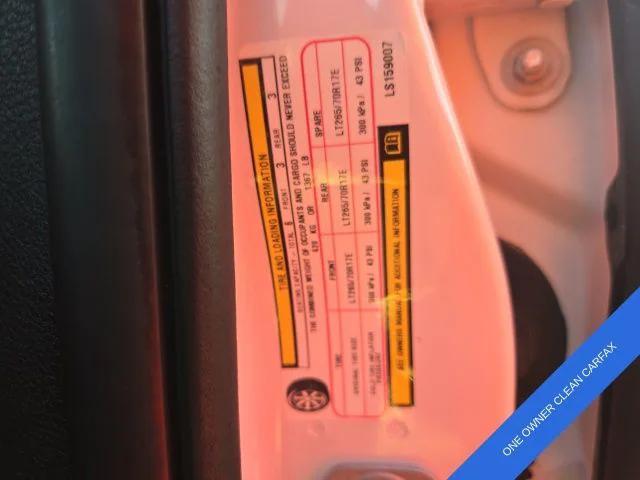 TIRE AND LOADING INFORMATION
SEATING CAPACITY - TOTAL 6 FRONT 3 REAR 3
THE COMBINED WEIGHT OF OCCUPANTS AND CARGO SHOULD NEVER EXCEED
620 KG OR 1367 LB
TIRE FRONT REAR SPARE
ORIGINAL TIRE SIZE LT265/70R17E LT265/70R17E LT265/70R17E
COLD TIRE INFLATION PRESSURE 300 kPa / 43 PSI 300 kPa / 43 PSI 300 kPa / 43 PSI
SEE OWNERS MANUAL FOR ADDITIONAL INFORMATION
LS159007
ONE OWNER CLEAN CARFAX